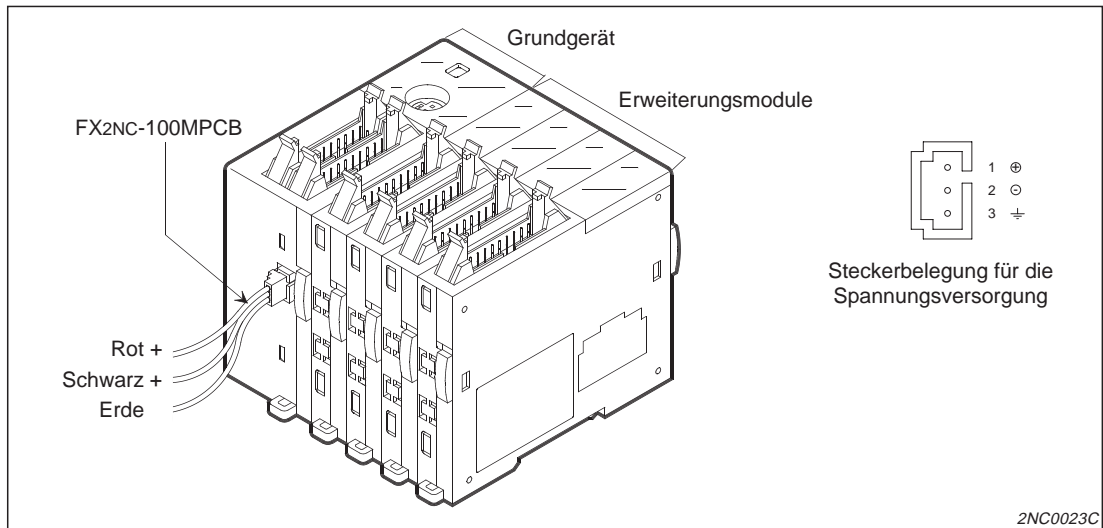 Grundgerät
Erweiterungsmodule
FX2NC-100MPCB
1 ⊕
2 ⊖
3 ⏚
Steckerbelegung für die
Spannungsversorgung
Rot +
Schwarz +
Erde
2NC0023C